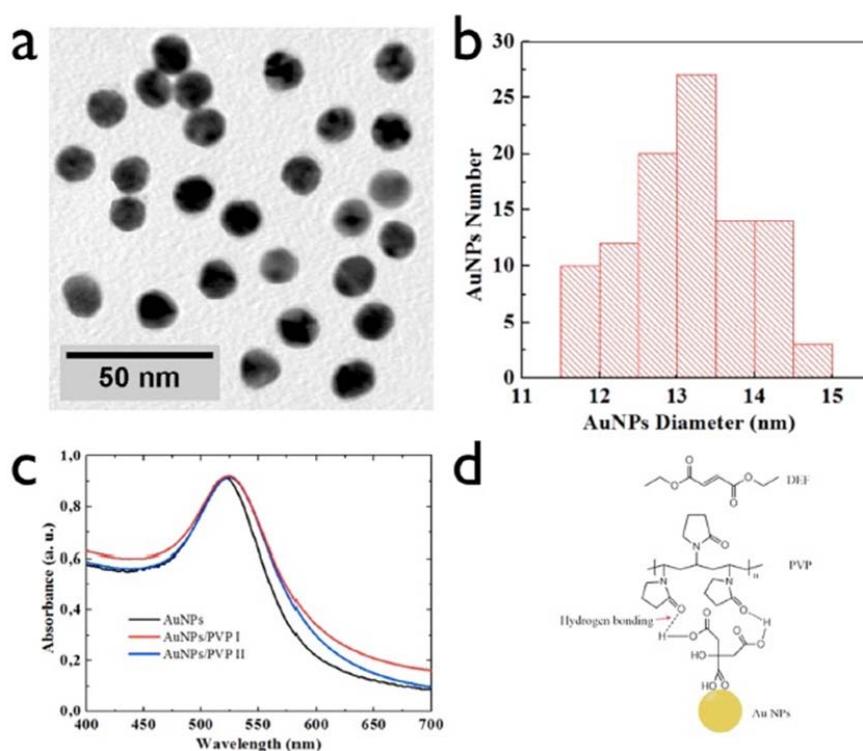 a
50 nm
b
AuNPs Number
30
25
20
15
10
5
0
11 12 13 14 15
AuNPs Diameter (nm)
c
Absorbance (a. u.)
1,0
0,8
0,6
0,4
0,2
0,0
AuNPs
AuNPs/PVP I
AuNPs/PVP II
400 450 500 550 600 650 700
Wavelength (nm)
d
O
O
O
O
DEF
O
N
N
N
n
PVP
O
O
Hydrogen bonding
H
O
O
O
H
O
HO
O
HO
Au NPs